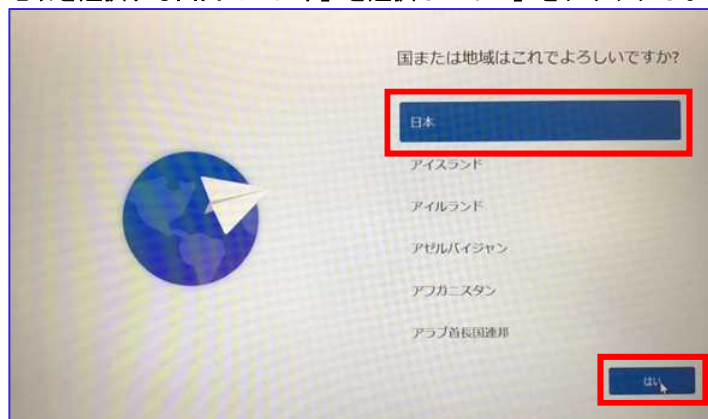 国または地域はこれでよろしいですか?
日本
アイスランド
アイルランド
アゼルバイジャン
アフガニスタン
アラブ首長国連邦
はい